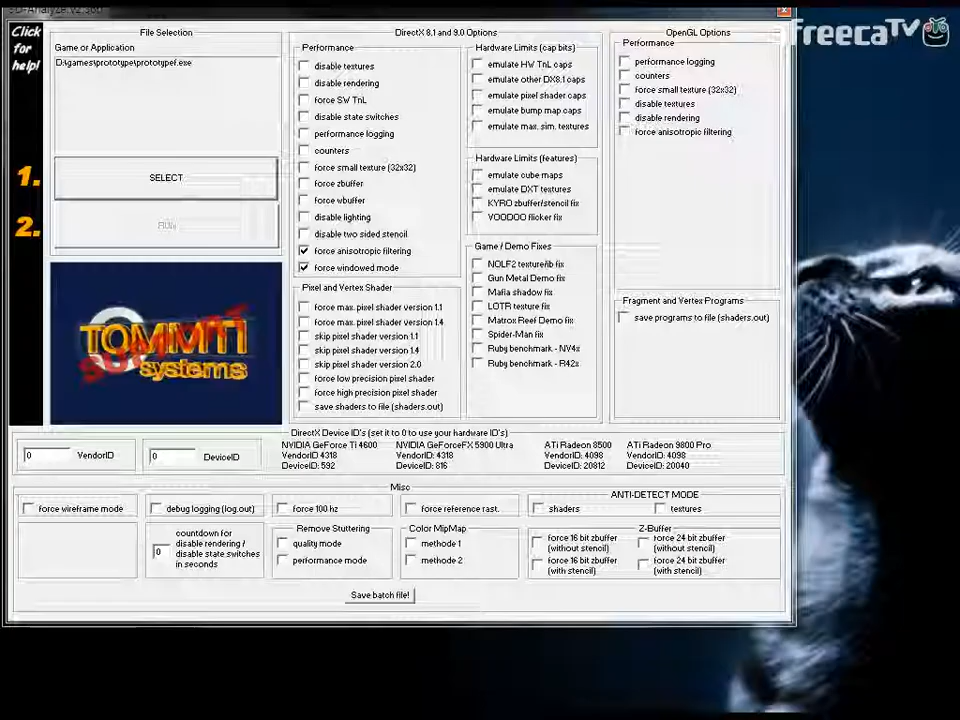 Click
for
help!
1.
2.
File Selection
Game or Application
D:\games\prototype\prototypef.exe
SELECT
RUN
TOMMTI
systems
DirectX 8.1 and 9.0 Options
Performance
disable textures
disable rendering
force SW TnL
disable state switches
performance logging
counters
force small texture (32x32)
force zbuffer
force wbuffer
disable lighting
disable two sided stencil
force anisotropic filtering
force windowed mode
Pixel and Vertex Shader
force max. pixel shader version 1.1
force max. pixel shader version 1.4
skip pixel shader version 1.1
skip pixel shader version 1.4
skip pixel shader version 2.0
force low precision pixel shader
force high precision pixel shader
save shaders to file (shaders.out)
Hardware Limits (cap bits)
emulate HW TnL caps
emulate other DX8.1 caps
emulate pixel shader caps
emulate bump map caps
emulate max. sim. textures
Hardware Limits (features)
emulate cube maps
emulate DXT textures
KYRO zbuffer/stencil fix
VOODOO flicker fix
Game / Demo Fixes
NOLF2 texture/lib fix
Gun Metal Demo fix
Mafia shadow fix
LOTR texture fix
Matrox Reef Demo fix
Spider-Man fix
Ruby benchmark - NV4x
Ruby benchmark - R42x
OpenGL Options
Performance
performance logging
counters
force small texture (32x32)
disable textures
disable rendering
force anisotropic filtering
Fragment and Vertex Programs
save programs to file (shaders.out)
afreecaTV
DirectX Device ID's (set it to 0 to use your hardware ID's)
0 VendorID
0 DeviceID
NVIDIA GeForce Ti 4600
VendorID 4318
DeviceID: 592
NVIDIA GeForceFX 5900 Ultra
VendorID: 4318
DeviceID: 816
ATi Radeon 8500
VendorID: 4098
DeviceID: 20812
ATi Radeon 9800 Pro
VendorID: 4098
DeviceID: 20040
Misc
force wireframe mode
debug logging (log.out)
force 100 hz
force reference rast.
ANTI-DETECT MODE
shaders
textures
0
countdown for
disable rendering /
disable state switches
in seconds
Remove Stuttering
quality mode
performance mode
Color MipMap
methode 1
methode 2
Z-Buffer
force 16 bit zbuffer
(without stencil)
force 24 bit zbuffer
(without stencil)
force 16 bit zbuffer
(with stencil)
force 24 bit zbuffer
(with stencil)
Save batch file!